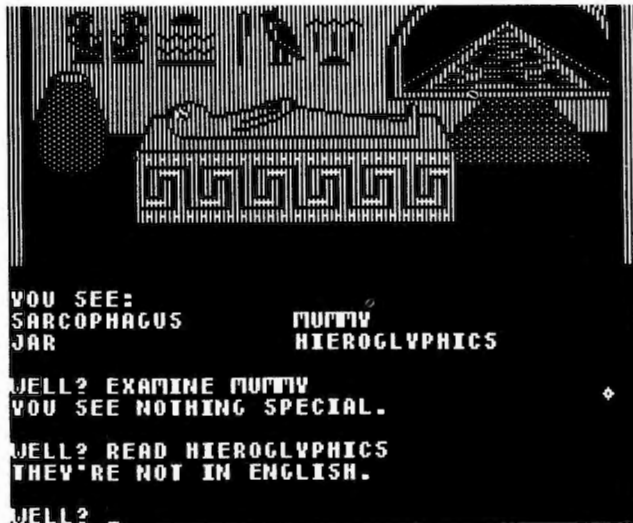 YOU SEE:
SARCOPHAGUS MUMMY
JAR HIEROGLYPHICS
WELL? EXAMINE MUMMY
YOU SEE NOTHING SPECIAL.
WELL? READ HIEROGLYPHICS
THEY'RE NOT IN ENGLISH.
WELL? _